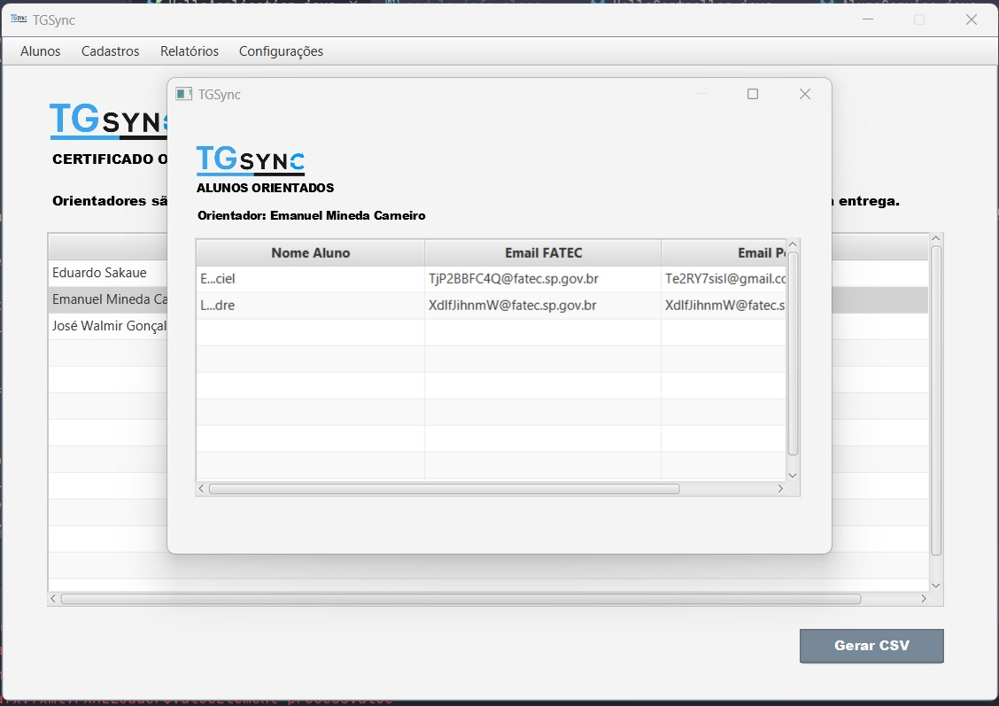 TGSync
Alunos Cadastros Relatórios Configurações
TGSYNC
CERTIFICADO O
Orientadores sã
entrega.
Eduardo Sakaue
Emanuel Mineda Ca
José Walmir Gonçal
Gerar CSV
TGSync
TGSYNC
ALUNOS ORIENTADOS
Orientador: Emanuel Mineda Carneiro
Nome Aluno Email FATEC Email Pe
E...ciel TjP2BBFC4Q@fatec.sp.gov.br Te2RY7sisl@gmail.co
L...dre XdlfJihnmW@fatec.sp.gov.br XdlfJihnmW@fatec.s